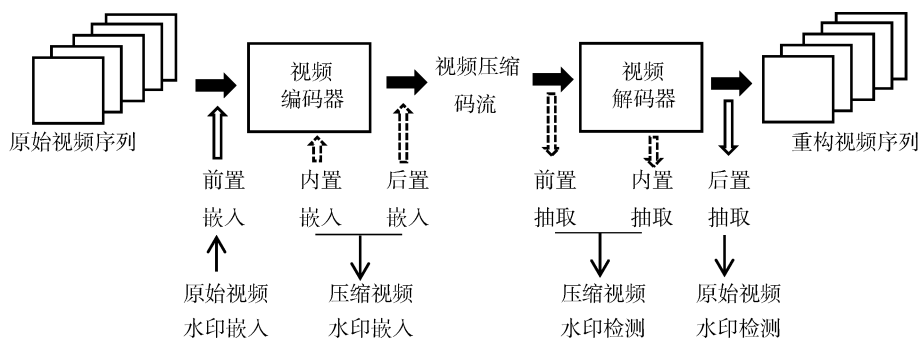 原始视频序列
视频
编码器
视频压缩
码流
视频
解码器
重构视频序列
前置
嵌入
内置
嵌入
后置
嵌入
前置
抽取
内置
抽取
后置
抽取
原始视频
水印嵌入
压缩视频
水印嵌入
压缩视频
水印检测
原始视频
水印检测